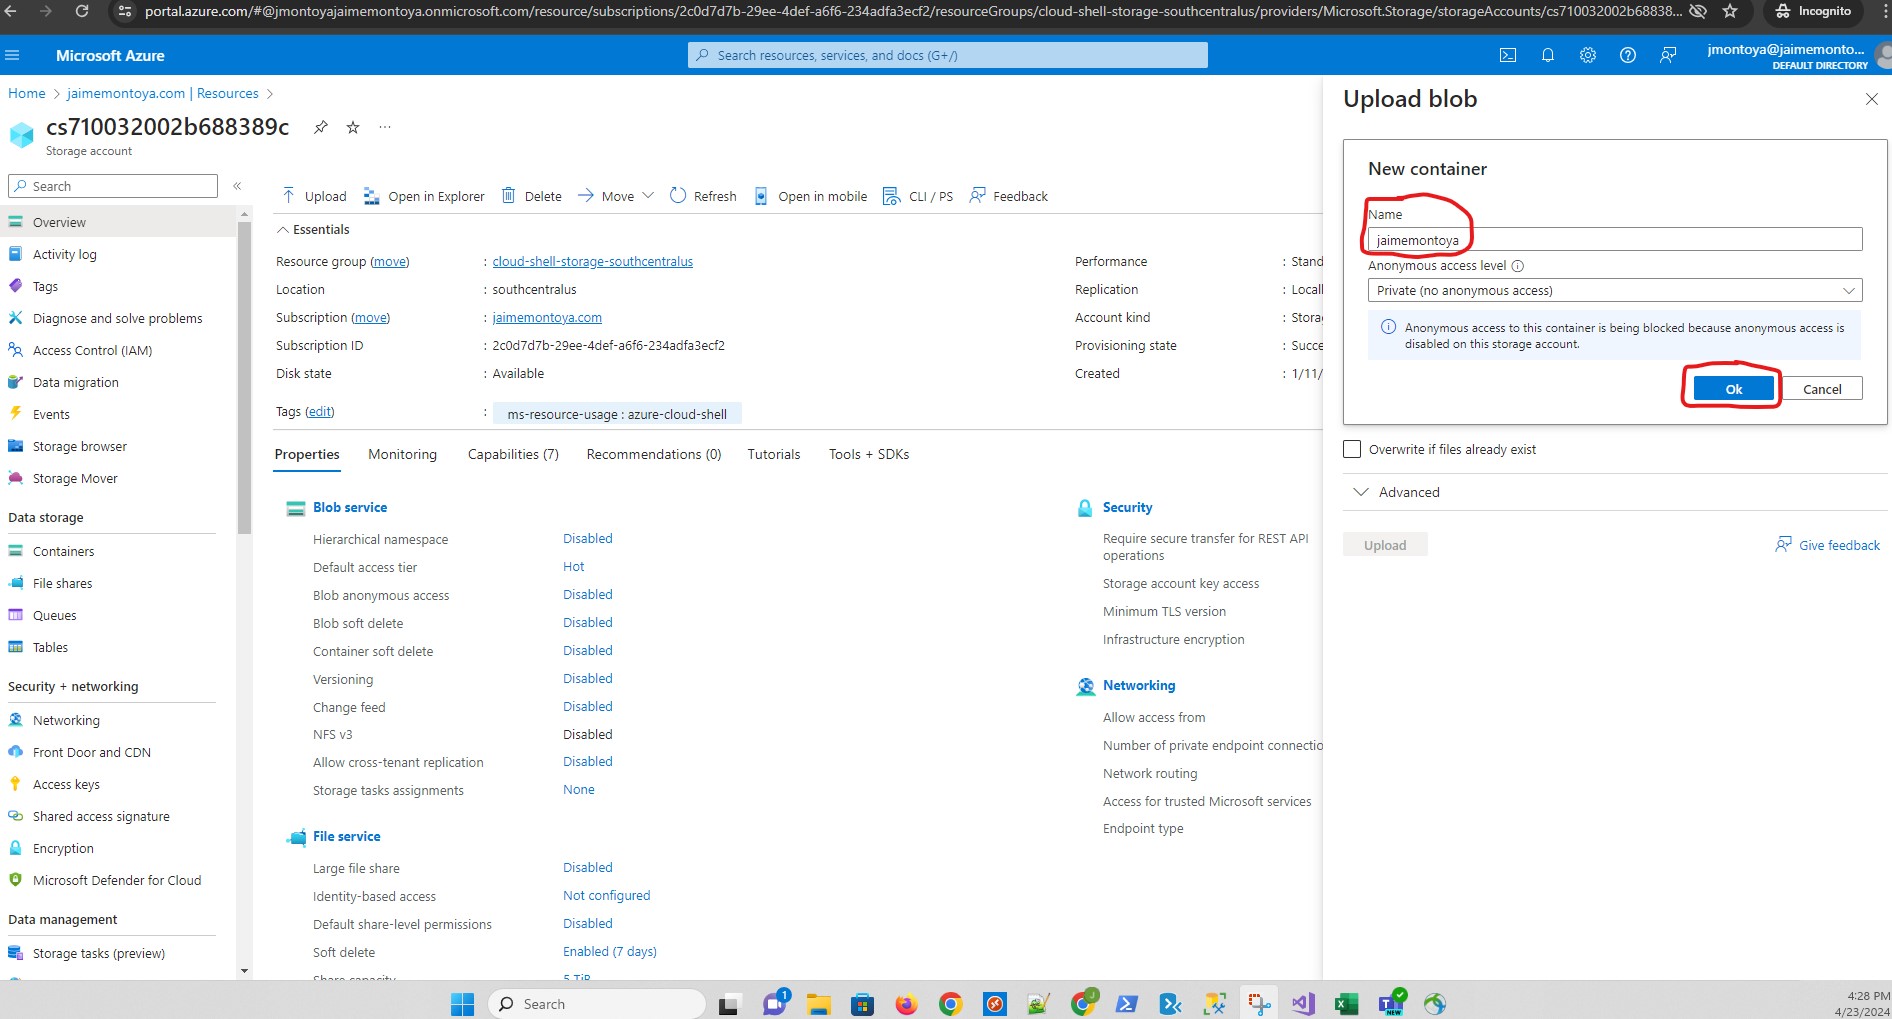 portal.azure.com/#@jmontoyajaimemontoya.onmicrosoft.com/resource/subscriptions/2c0d7d7b-29ee-4def-a6f6-234adfa3ecf2/resourceGroups/cloud-shell-storage-southcentralus/providers/Microsoft.Storage/storageAccounts/cs710032002b68838...
Incognito
Microsoft Azure
Search resources, services, and docs (G+/)
jmontoya@jaimemonto...
DEFAULT DIRECTORY
Home > jaimemontoya.com | Resources >
cs710032002b688389c
Storage account
Search
Overview
Activity log
Tags
Diagnose and solve problems
Access Control (IAM)
Data migration
Events
Storage browser
Storage Mover
Data storage
Containers
File shares
Queues
Tables
Security + networking
Networking
Front Door and CDN
Access keys
Shared access signature
Encryption
Microsoft Defender for Cloud
Data management
Storage tasks (preview)
Upload Open in Explorer Delete Move Refresh Open in mobile CLI / PS Feedback
Essentials
Resource group (move) : cloud-shell-storage-southcentralus
Location : southcentralus
Subscription (move) : jaimemontoya.com
Subscription ID : 2c0d7d7b-29ee-4def-a6f6-234adfa3ecf2
Disk state : Available
Tags (edit) : ms-resource-usage : azure-cloud-shell
Performance : Stand
Replication : Locall
Account kind : Storag
Provisioning state : Succe
Created : 1/11/
Properties Monitoring Capabilities (7) Recommendations (0) Tutorials Tools + SDKs
Blob service
Hierarchical namespace Disabled
Default access tier Hot
Blob anonymous access Disabled
Blob soft delete Disabled
Container soft delete Disabled
Versioning Disabled
Change feed Disabled
NFS v3 Disabled
Allow cross-tenant replication Disabled
Storage tasks assignments None
File service
Large file share Disabled
Identity-based access Not configured
Default share-level permissions Disabled
Soft delete Enabled (7 days)
Share capacity 5 TiB
Security
Require secure transfer for REST API
operations
Storage account key access
Minimum TLS version
Infrastructure encryption
Networking
Allow access from
Number of private endpoint connectio
Network routing
Access for trusted Microsoft services
Endpoint type
Upload blob
New container
Name
jaimemontoya
Anonymous access level
Private (no anonymous access)
Anonymous access to this container is being blocked because anonymous access is
disabled on this storage account.
Ok Cancel
Overwrite if files already exist
Advanced
Upload
Give feedback
Search
1
J
NEW
4:28 PM
4/23/2024